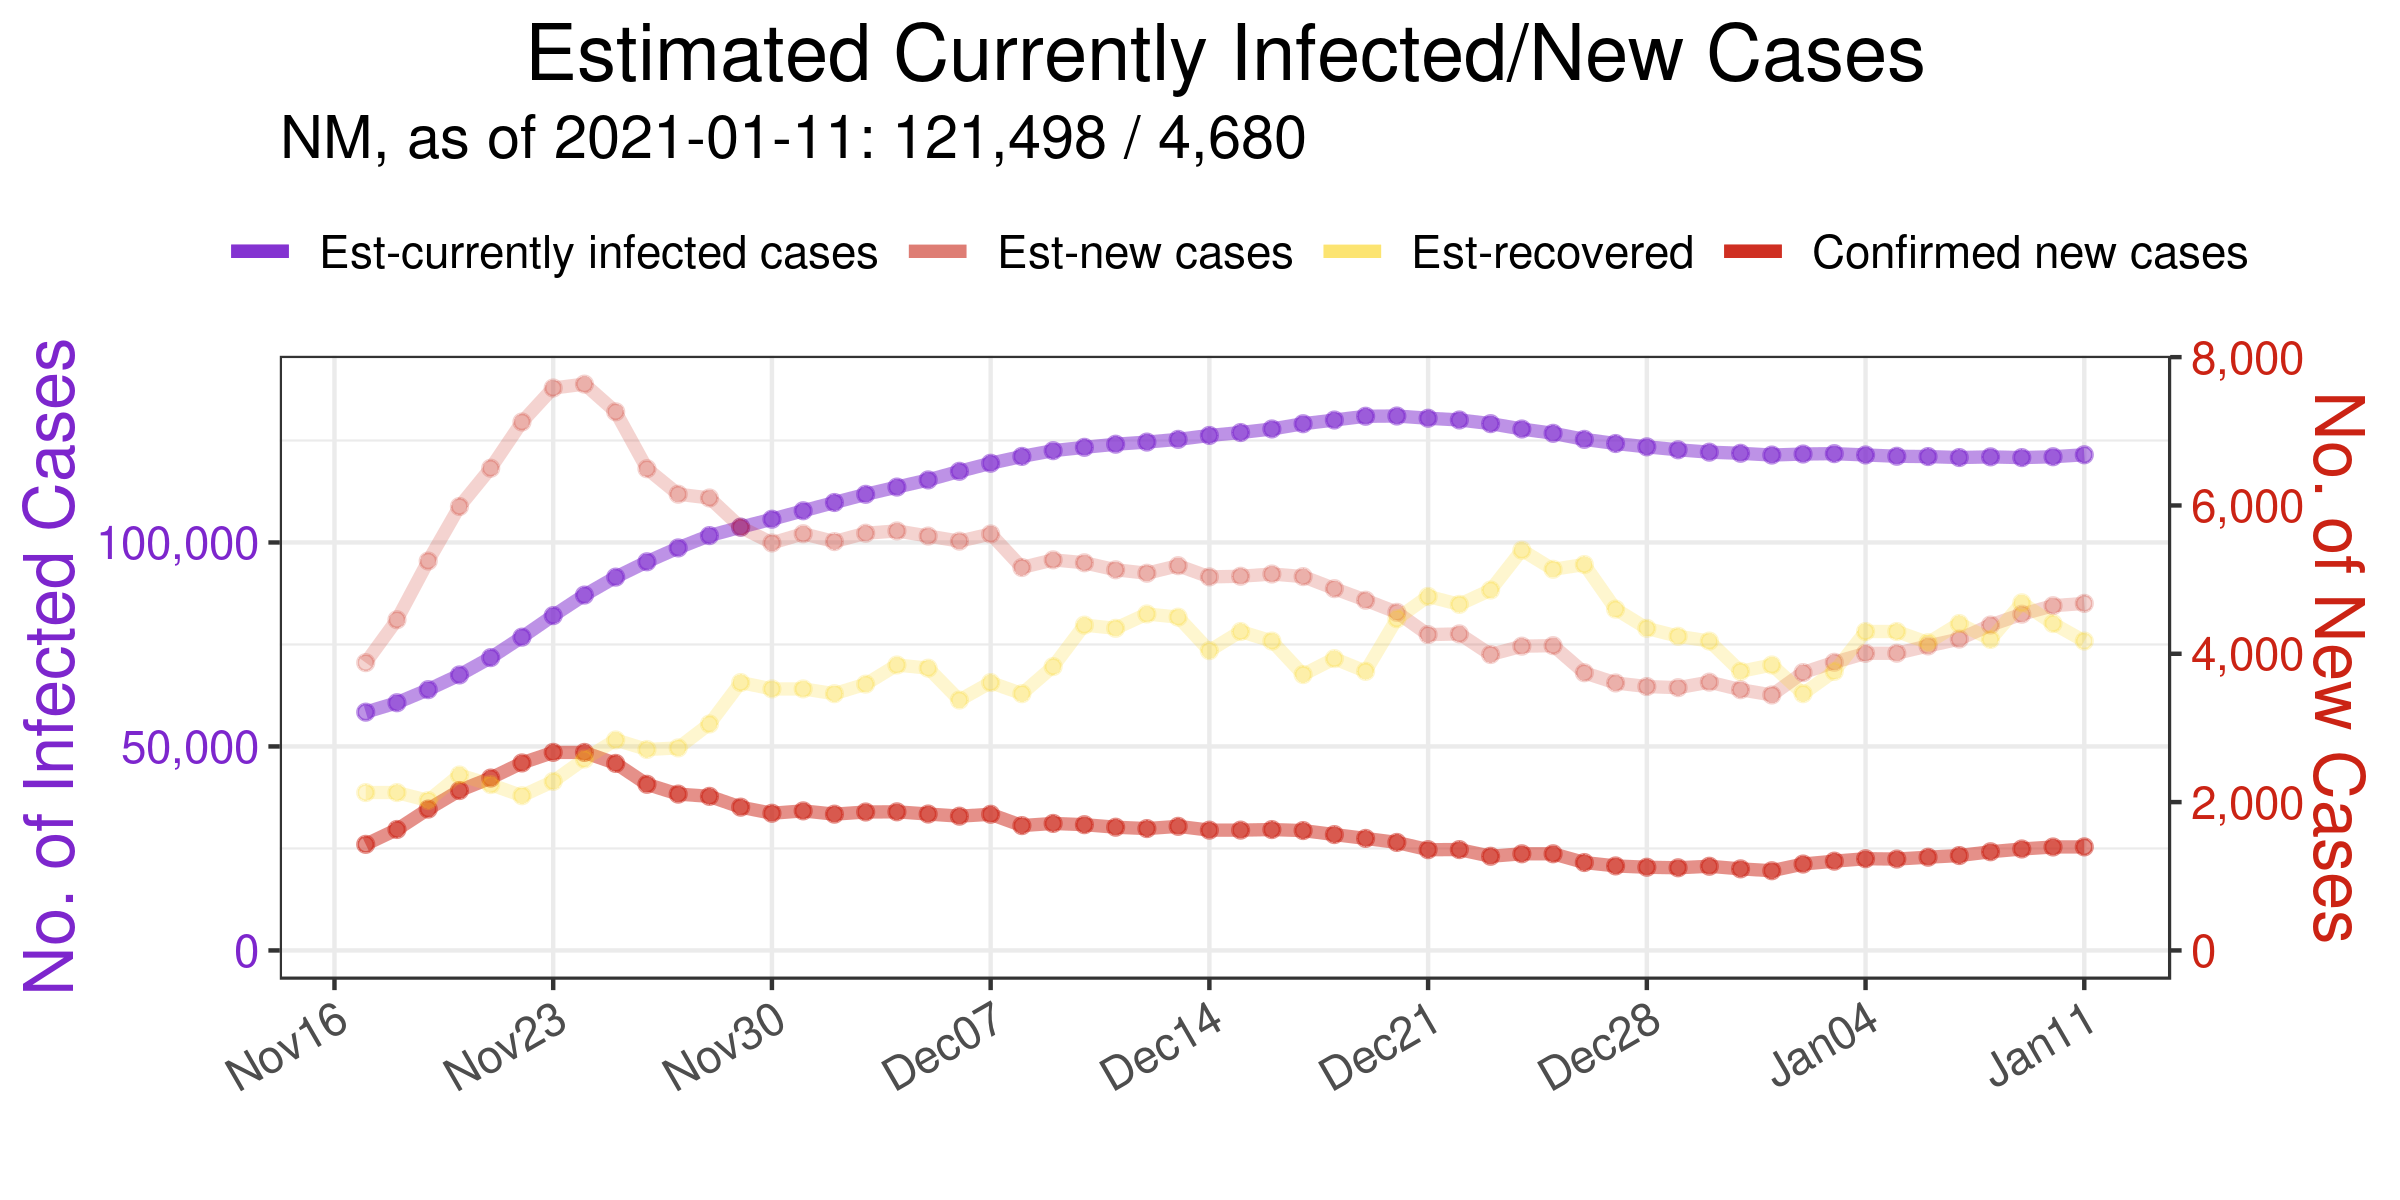 Estimated Currently Infected/New Cases
NM, as of 2021-01-11: 121,498 / 4,680
Est-currently infected cases Est-new cases Est-recovered Confirmed new cases
No. of Infected Cases
100,000
50,000
0
8,000
6,000
4,000
2,000
0
No. of New Cases
Nov16 Nov23 Nov30 Dec07 Dec14 Dec21 Dec28 Jan04 Jan11